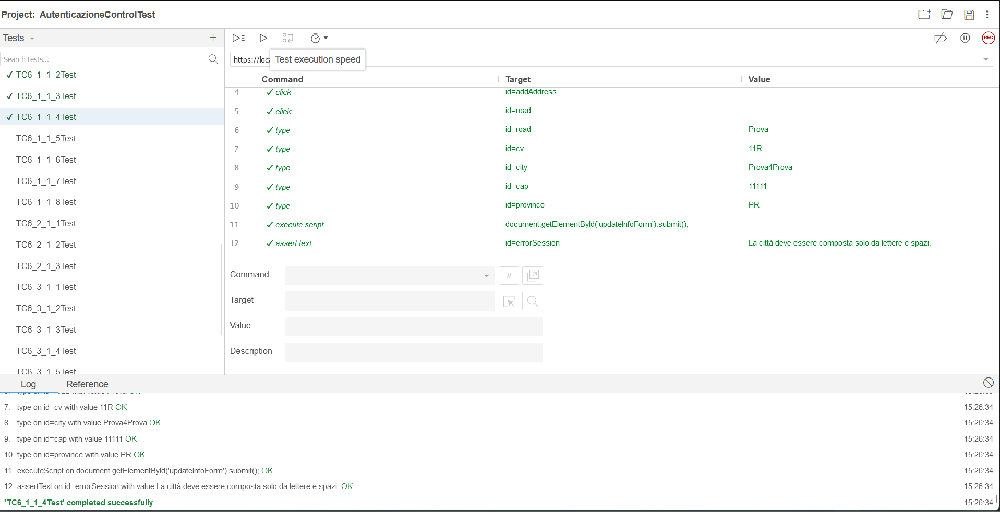 Project: AutenticazioneControlTest
Tests
REC
Search tests...
https://loc
Test execution speed
Command Target Value
TC6_1_1_2Test
TC6_1_1_3Test
TC6_1_1_4Test
TC6_1_1_5Test
TC6_1_1_6Test
TC6_1_1_7Test
TC6_1_1_8Test
TC6_2_1_1Test
TC6_2_1_2Test
TC6_2_1_3Test
TC6_3_1_1Test
TC6_3_1_2Test
TC6_3_1_3Test
TC6_3_1_4Test
TC6_3_1_5Test
4 ✓ click id=addAddress
5 ✓ click id=road
6 ✓ type id=road Prova
7 ✓ type id=cv 11R
8 ✓ type id=city Prova4Prova
9 ✓ type id=cap 11111
10 ✓ type id=province PR
11 ✓ execute script document.getElementById('updateInfoForm').submit();
12 ✓ assert text id=errorSession La città deve essere composta solo da lettere e spazi.
Command //
Target
Value
Description
Log Reference
7. type on id=cv with value 11R OK 15:26:34
8. type on id=city with value Prova4Prova OK 15:26:34
9. type on id=cap with value 11111 OK 15:26:34
10. type on id=province with value PR OK 15:26:34
11. executeScript on document.getElementById('updateInfoForm').submit(); OK 15:26:34
12. assertText on id=errorSession with value La città deve essere composta solo da lettere e spazi. OK 15:26:34
'TC6_1_1_4Test' completed successfully 15:26:34